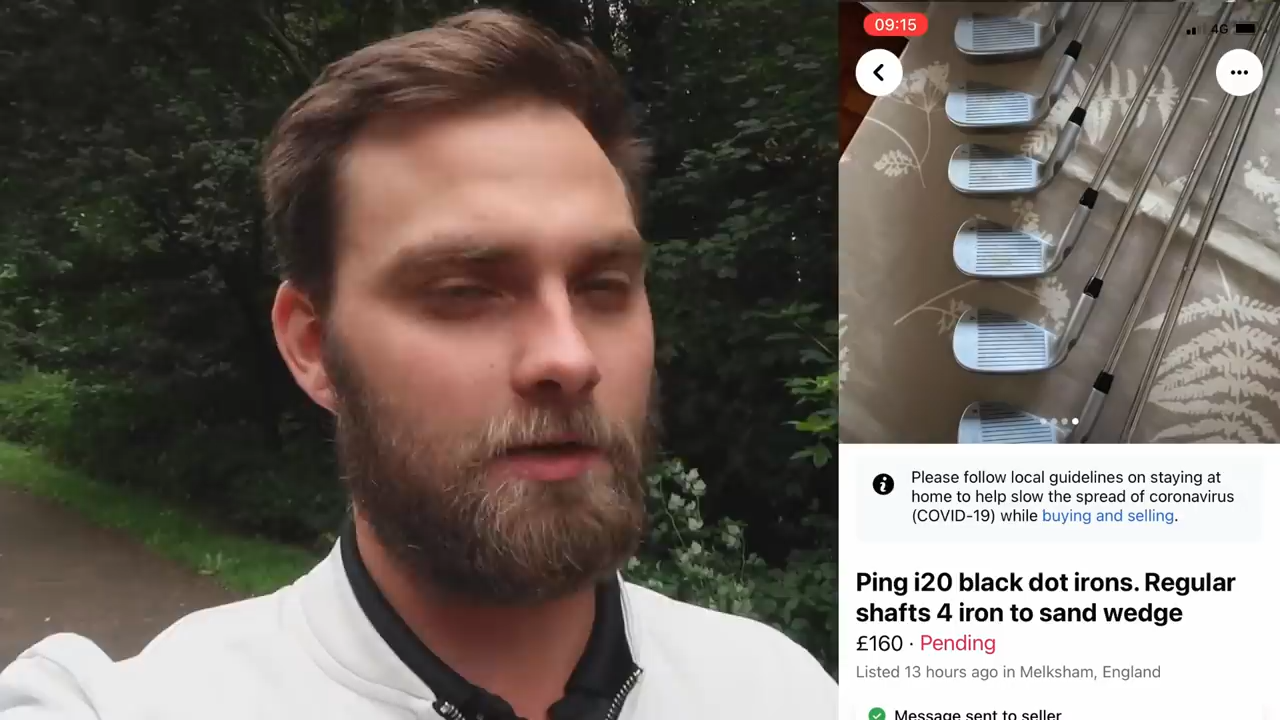 09:15
4G
Please follow local guidelines on staying at
home to help slow the spread of coronavirus
(COVID-19) while buying and selling.
Ping i20 black dot irons. Regular
shafts 4 iron to sand wedge
£160 · Pending
Listed 13 hours ago in Melksham, England
Message sent to seller